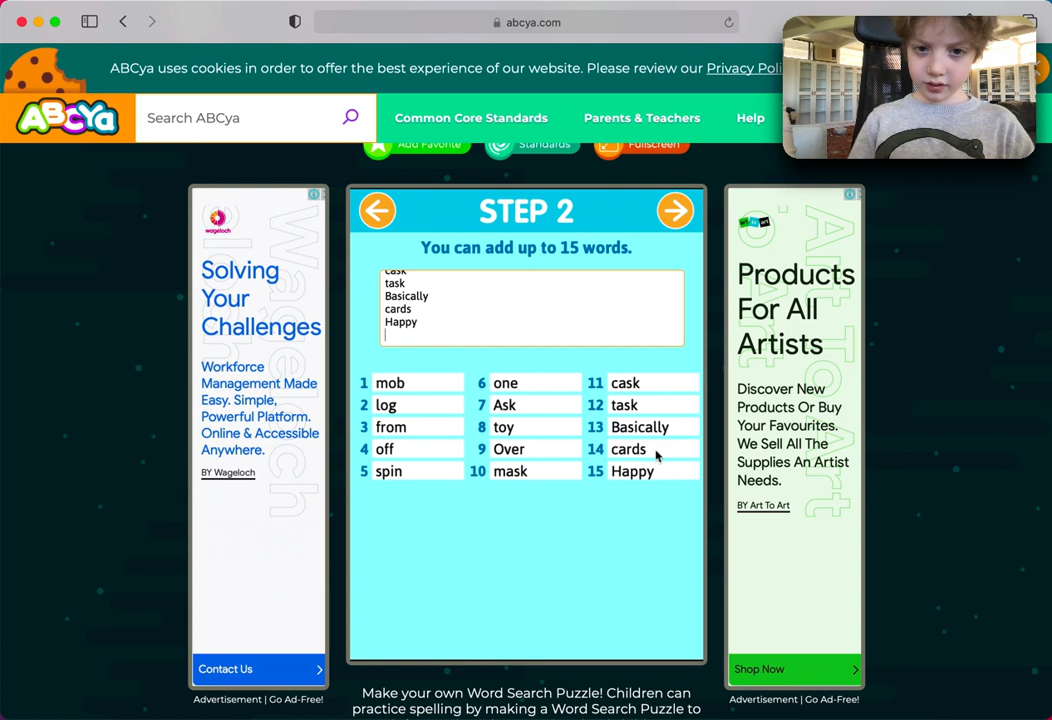 abcya.com
ABCya uses cookies in order to offer the best experience of our website. Please review our Privacy Poli
ABCYa
Search ABCya
Common Core Standards
Parents & Teachers
Help
Add Favorite
Standards
Fullscreen
STEP 2
You can add up to 15 words.
cask
task
Basically
cards
Happy
1 mob
2 log
3 from
4 off
5 spin
6 one
7 Ask
8 toy
9 Over
10 mask
11 cask
12 task
13 Basically
14 cards
15 Happy
wageloch
Solving
Your
Challenges
Workforce
Management Made
Easy. Simple,
Powerful Platform.
Online & Accessible
Anywhere.
BY Wageloch
Contact Us
Advertisement | Go Ad-Free!
Products
For All
Artists
Discover New
Products Or Buy
Your Favourites.
We Sell All The
Supplies An Artist
Needs.
BY Art To Art
Shop Now
Advertisement | Go Ad-Free!
Make your own Word Search Puzzle! Children can
practice spelling by making a Word Search Puzzle to